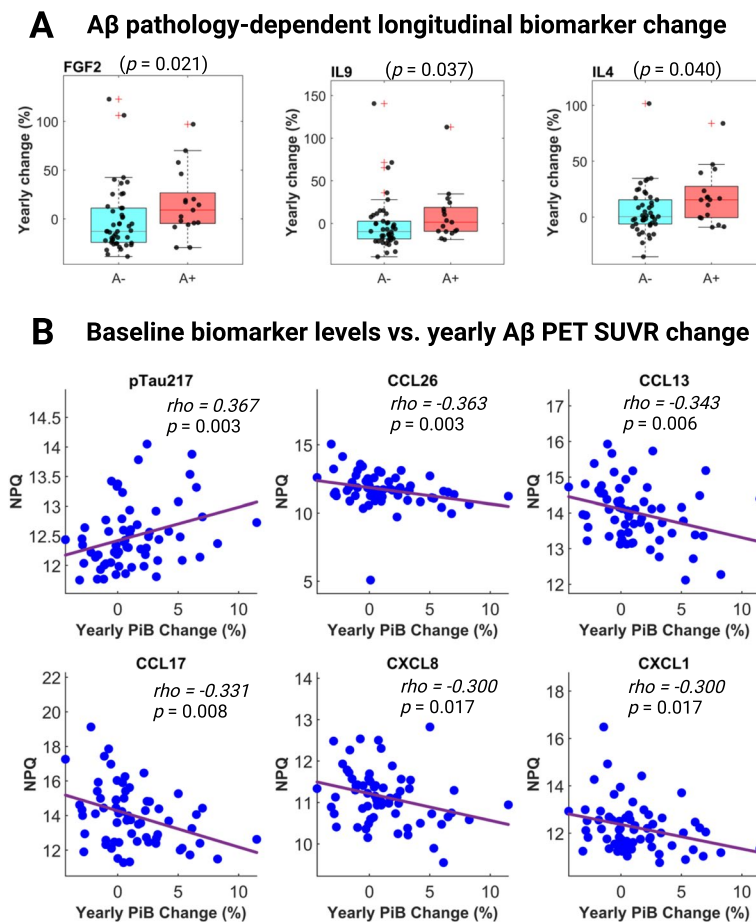 A Aβ pathology-dependent longitudinal biomarker change
FGF2 (p = 0.021)
Yearly change (%)
100
50
0
A- A+
IL9 (p = 0.037)
Yearly change (%)
150
100
50
0
A- A+
IL4 (p = 0.040)
Yearly change (%)
100
50
0
A- A+
B Baseline biomarker levels vs. yearly Aβ PET SUVR change
pTau217
rho = 0.367
p = 0.003
NPQ
14.5
14
13.5
13
12.5
12
0 5 10
Yearly PiB Change (%)
CCL26
rho = -0.363
p = 0.003
NPQ
15
10
5
0 5 10
Yearly PiB Change (%)
CCL13
rho = -0.343
p = 0.006
NPQ
17
16
15
14
13
12
0 5 10
Yearly PiB Change (%)
CCL17
rho = -0.331
p = 0.008
NPQ
22
20
18
16
14
12
0 5 10
Yearly PiB Change (%)
CXCL8
rho = -0.300
p = 0.017
NPQ
14
13
12
11
10
0 5 10
Yearly PiB Change (%)
CXCL1
rho = -0.300
p = 0.017
NPQ
18
16
14
12
0 5 10
Yearly PiB Change (%)